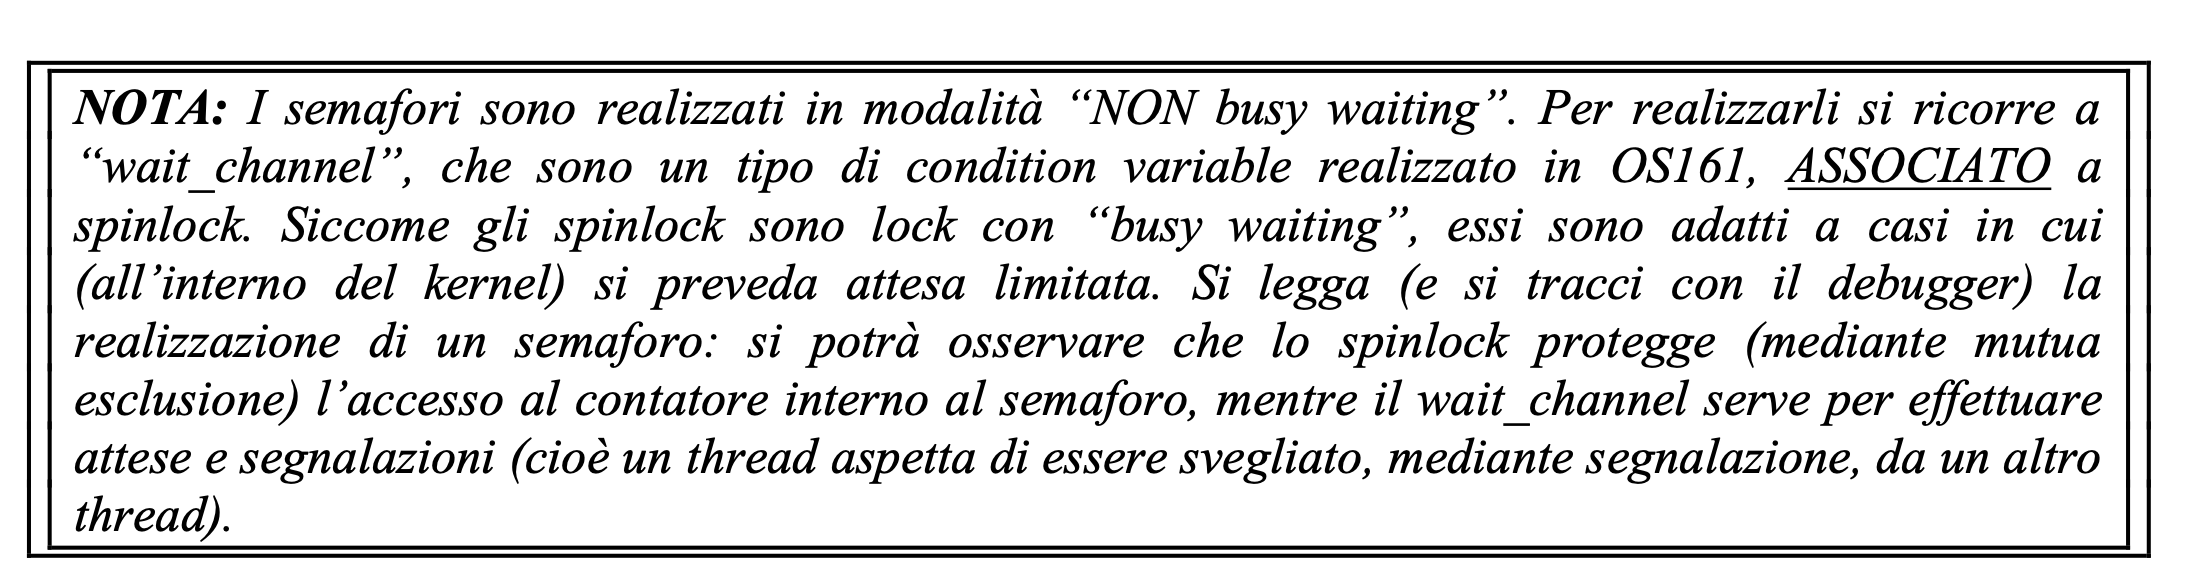 NOTA: I semafori sono realizzati in modalità “NON busy waiting”. Per realizzarli si ricorre a
“wait_channel”, che sono un tipo di condition variable realizzato in OS161, ASSOCIATO a
spinlock. Siccome gli spinlock sono lock con “busy waiting”, essi sono adatti a casi in cui
(all’interno del kernel) si preveda attesa limitata. Si legga (e si tracci con il debugger) la
realizzazione di un semaforo: si potrà osservare che lo spinlock protegge (mediante mutua
esclusione) l’accesso al contatore interno al semaforo, mentre il wait_channel serve per effettuare
attese e segnalazioni (cioè un thread aspetta di essere svegliato, mediante segnalazione, da un altro
thread).